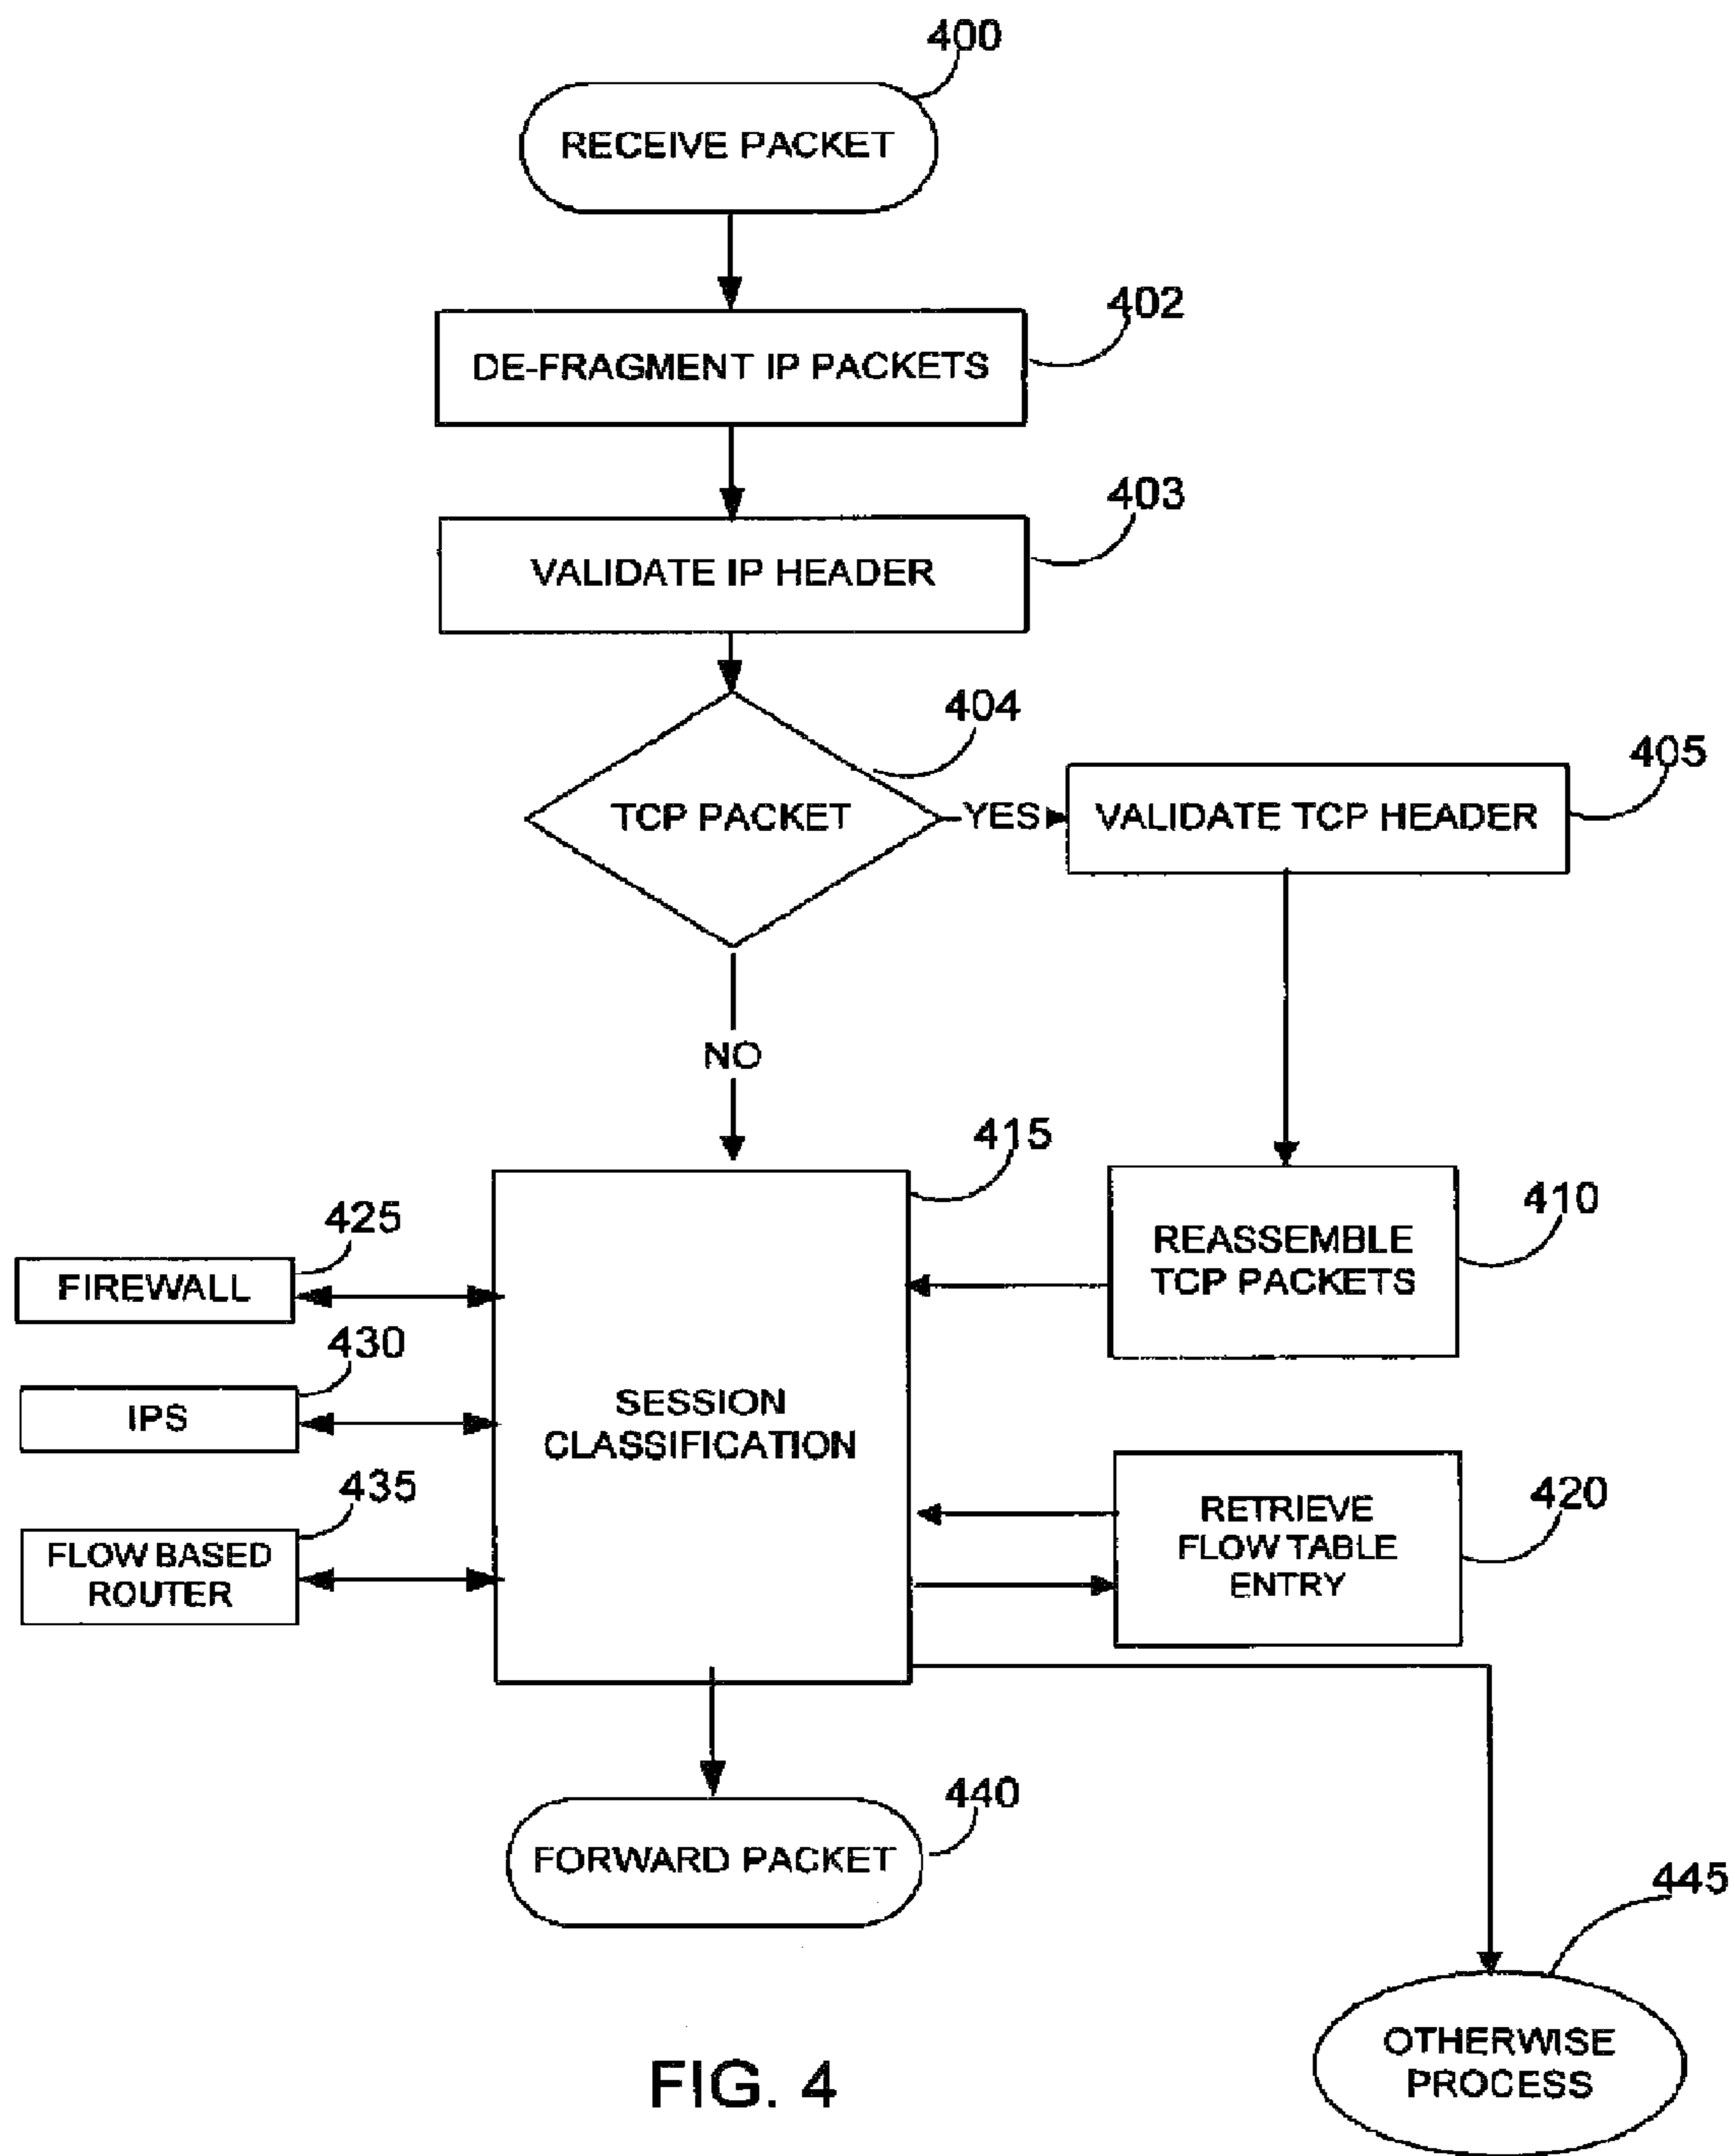 400
RECEIVE PACKET
402
DE-FRAGMENT IP PACKETS
403
VALIDATE IP HEADER
404
TCP PACKET
YES
405
VALIDATE TCP HEADER
NO
415
410
REASSEMBLE
TCP PACKETS
425
FIREWALL
430
IPS
435
FLOW BASED
ROUTER
SESSION
CLASSIFICATION
420
RETRIEVE
FLOW TABLE
ENTRY
440
FORWARD PACKET
445
OTHERWISE
PROCESS
FIG. 4